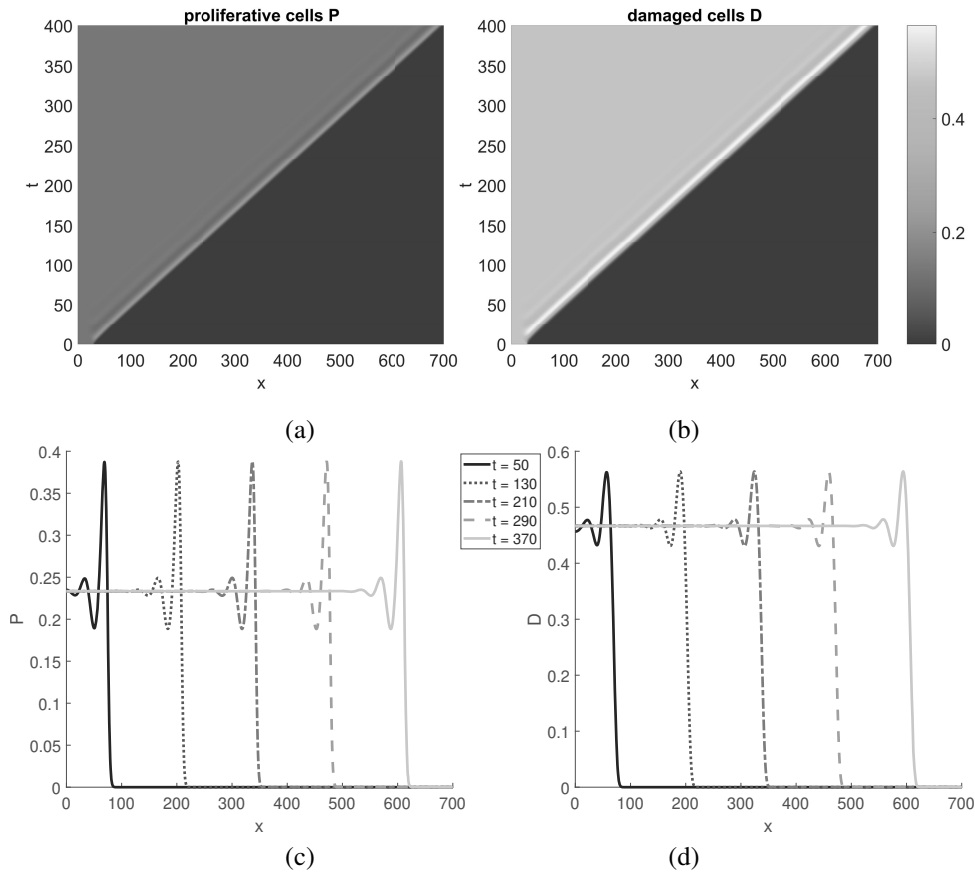 proliferative cells P
damaged cells D
400
350
300
250
200
150
100
50
0
t
0 100 200 300 400 500 600 700
x
400
350
300
250
200
150
100
50
0
t
0 100 200 300 400 500 600 700
x
0.4
0.2
0
(a)
(b)
0.4
0.35
0.3
0.25
0.2
0.15
0.1
0.05
0
P
0 100 200 300 400 500 600 700
x
t = 50
t = 130
t = 210
t = 290
t = 370
0.6
0.5
0.4
0.3
0.2
0.1
0
D
0 100 200 300 400 500 600 700
x
(c)
(d)